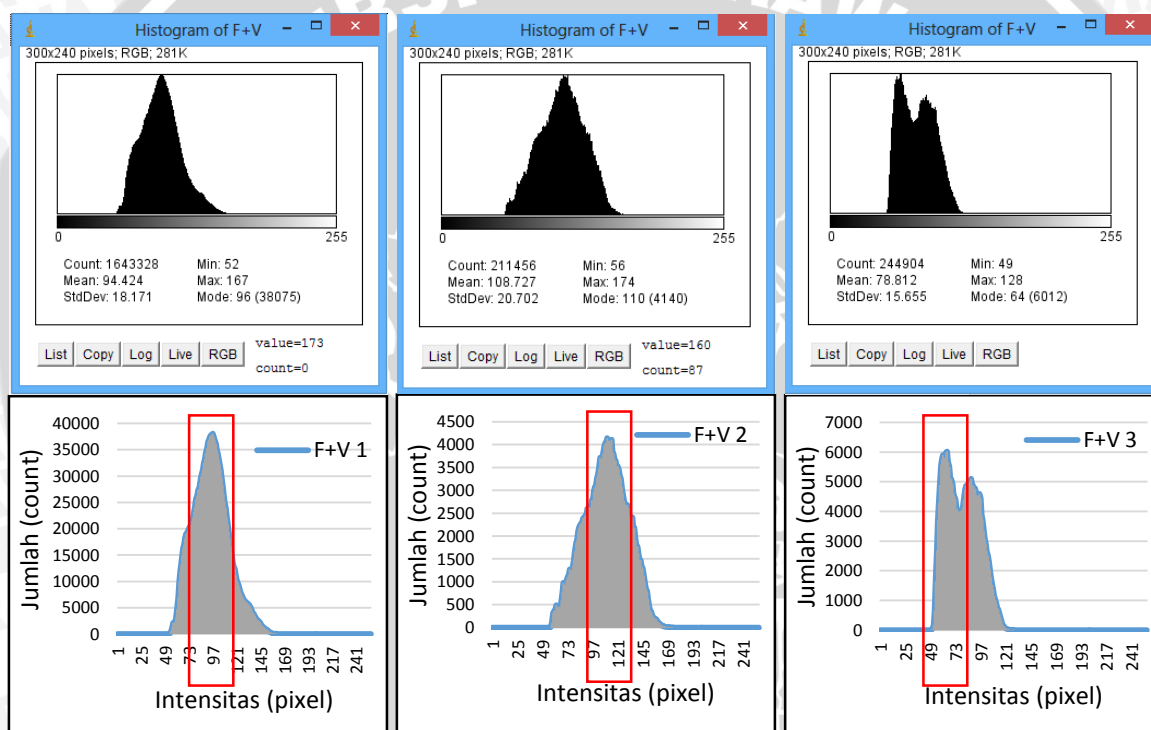 Histogram of F+V
300x240 pixels; RGB; 281K
0 255
Count: 1643328 Min: 52
Mean: 94.424 Max: 167
StdDev: 18.171 Mode: 96 (38075)
List Copy Log Live RGB value=173
count=0
Histogram of F+V
300x240 pixels; RGB; 281K
0 255
Count: 211456 Min: 56
Mean: 108.727 Max: 174
StdDev: 20.702 Mode: 110 (4140)
List Copy Log Live RGB value=160
count=87
Histogram of F+V
300x240 pixels; RGB; 281K
0 255
Count: 244904 Min: 49
Mean: 78.812 Max: 128
StdDev: 15.655 Mode: 64 (6012)
List Copy Log Live RGB
Jumlah (count)
40000
35000
30000
25000
20000
15000
10000
5000
0
F+V 1
1 25 49 73 97 121 145 169 193 217 241
Intensitas (pixel)
Jumlah (count)
4500
4000
3500
3000
2500
2000
1500
1000
500
0
F+V 2
1 25 49 73 97 121 145 169 193 217 241
Intensitas (pixel)
Jumlah (count)
7000
6000
5000
4000
3000
2000
1000
0
F+V 3
1 25 49 73 97 121 145 169 193 217 241
Intensitas (pixel)